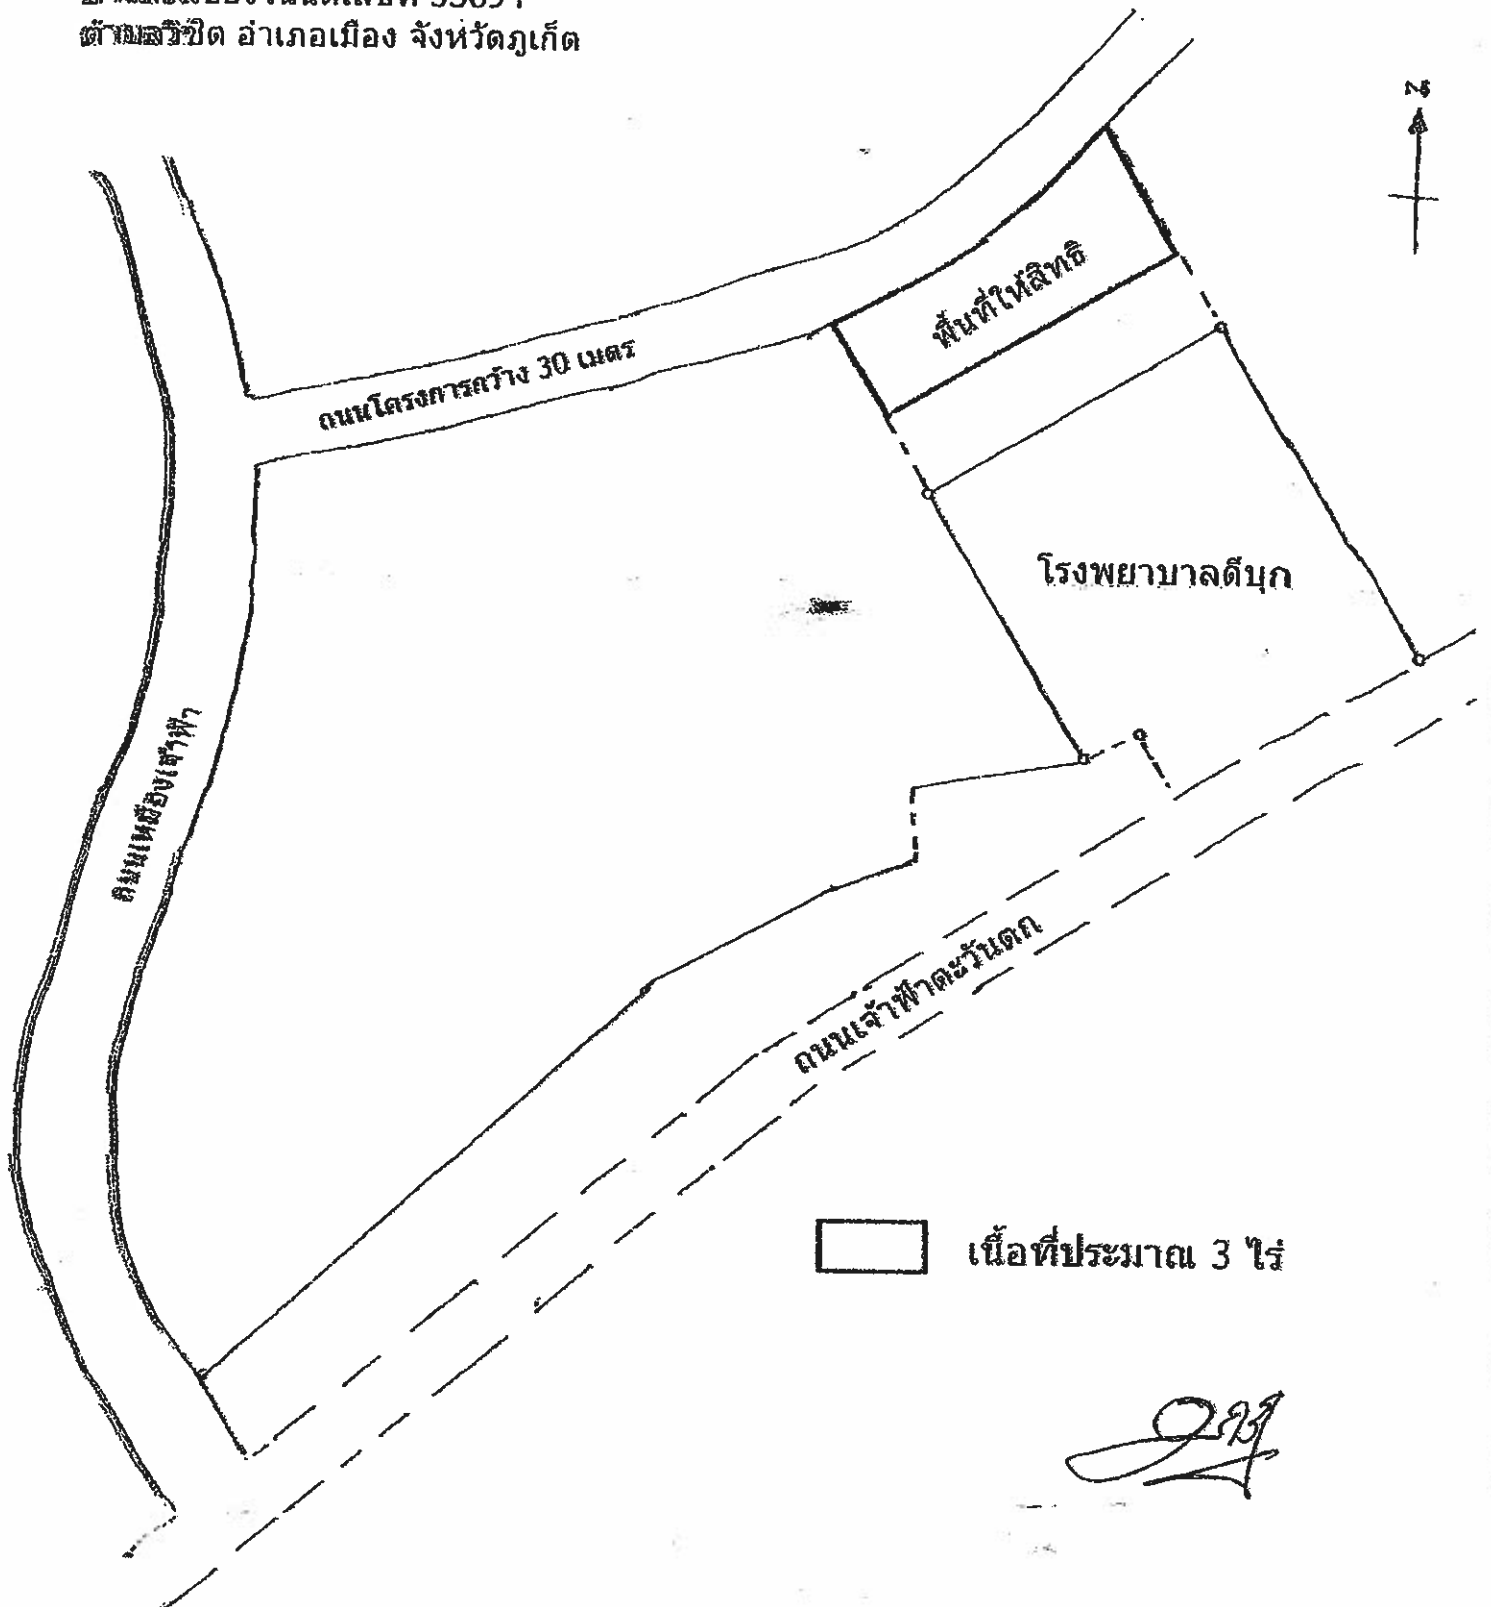 ตำบลวิชิต อำเภอเมือง จังหวัดภูเก็ต
N
พื้นที่ให้สิทธิ
ถนนโครงการกว้าง 30 เมตร
โรงพยาบาลดีบุก
ถนนเหมืองเจ้าฟ้า
ถนนเจ้าฟ้าตะวันตก
เนื้อที่ประมาณ 3 ไร่